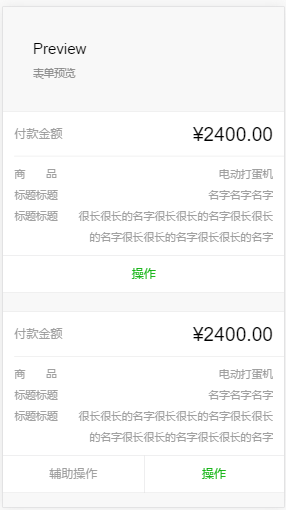 Preview
表单预览
付款金额 ¥2400.00
商 品 电动打蛋机
标题标题 名字名字名字
标题标题 很长很长的名字很长很长的名字很长很长
的名字很长很长的名字很长很长的名字
操作
付款金额 ¥2400.00
商 品 电动打蛋机
标题标题 名字名字名字
标题标题 很长很长的名字很长很长的名字很长很长
的名字很长很长的名字很长很长的名字
辅助操作 操作